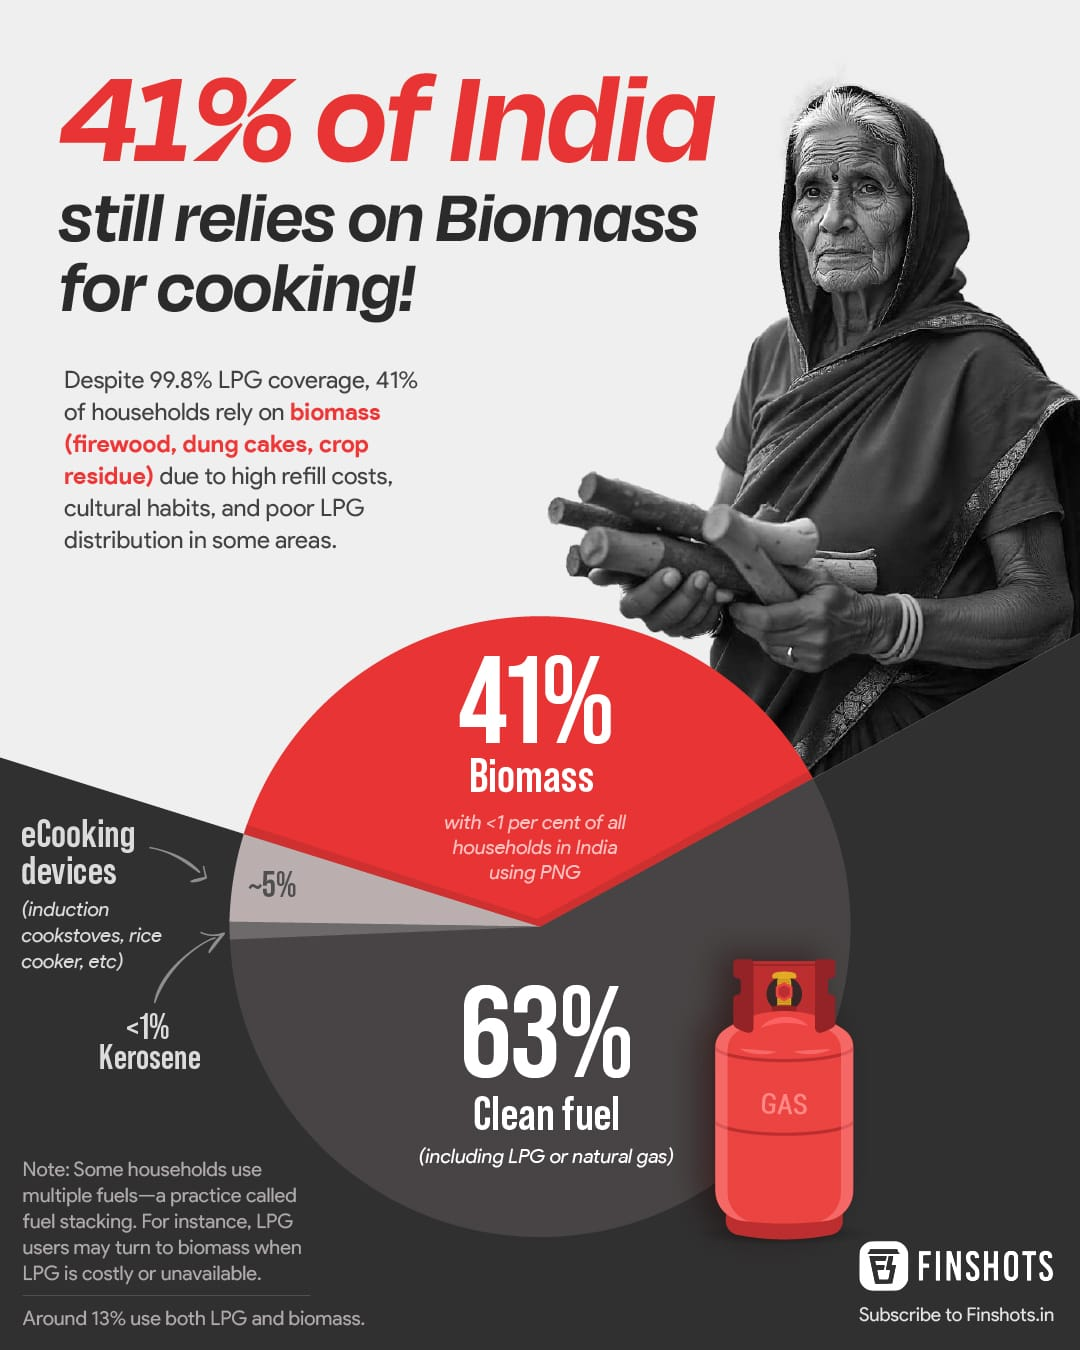 41% of India
still relies on Biomass
for cooking!
Despite 99.8% LPG coverage, 41%
of households rely on biomass
(firewood, dung cakes, crop
residue) due to high refill costs,
cultural habits, and poor LPG
distribution in some areas.
41%
Biomass
with <1 per cent of all
households in India
using PNG
eCooking
devices
(induction
cookstoves, rice
cooker, etc)
~5%
<1%
Kerosene
63%
Clean fuel
(including LPG or natural gas)
GAS
Note: Some households use
multiple fuels—a practice called
fuel stacking. For instance, LPG
users may turn to biomass when
LPG is costly or unavailable.
Around 13% use both LPG and biomass.
FINSHOTS
Subscribe to Finshots.in